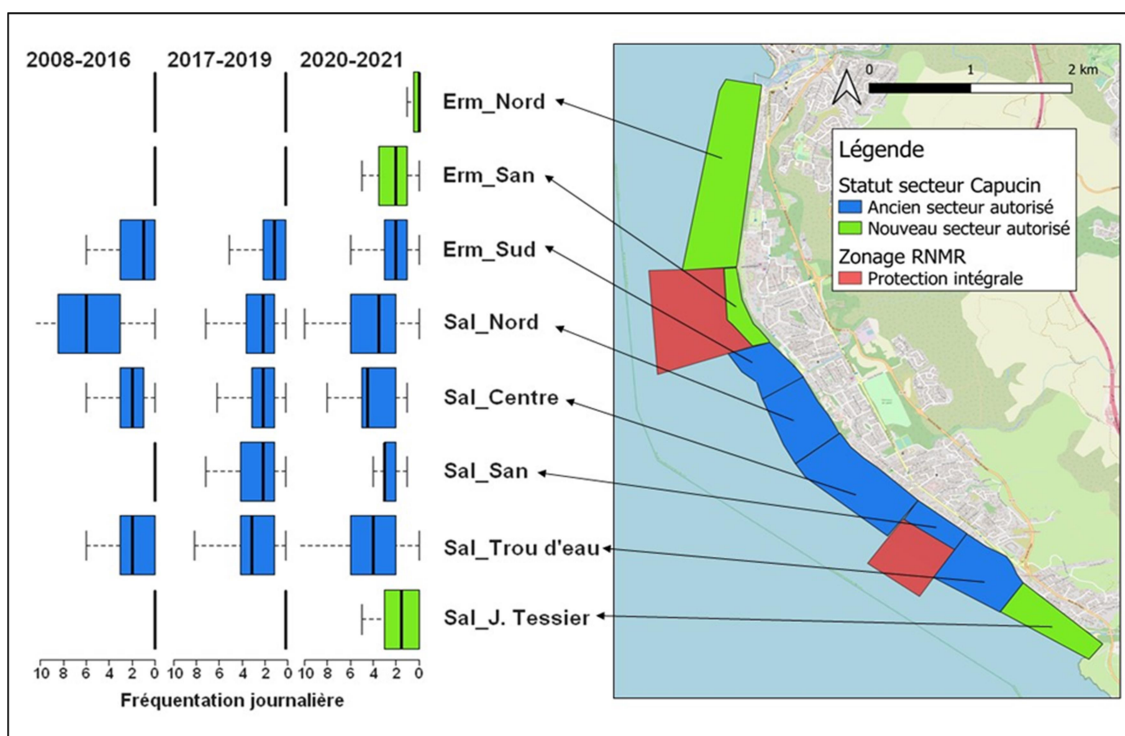 2008-2016 2017-2019 2020-2021
Erm_Nord
Erm_San
Erm_Sud
Sal_Nord
Sal_Centre
Sal_San
Sal_Trou d'eau
Sal_J. Tessier
10 8 6 4 2 0 10 8 6 4 2 0 10 8 6 4 2 0
Fréquentation journalière
0 1 2 km
Légende
Statut secteur Capucin
Ancien secteur autorisé
Nouveau secteur autorisé
Zonage RNMR
Protection intégrale